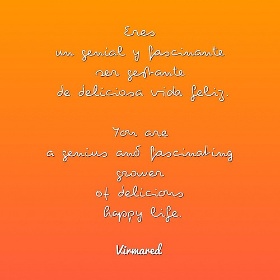 Eres
un genial y fascinante
ser gestante
de deliciosa vida feliz.
You are
a genius and fascinating
grower
of delicious
happy life.
Virmared